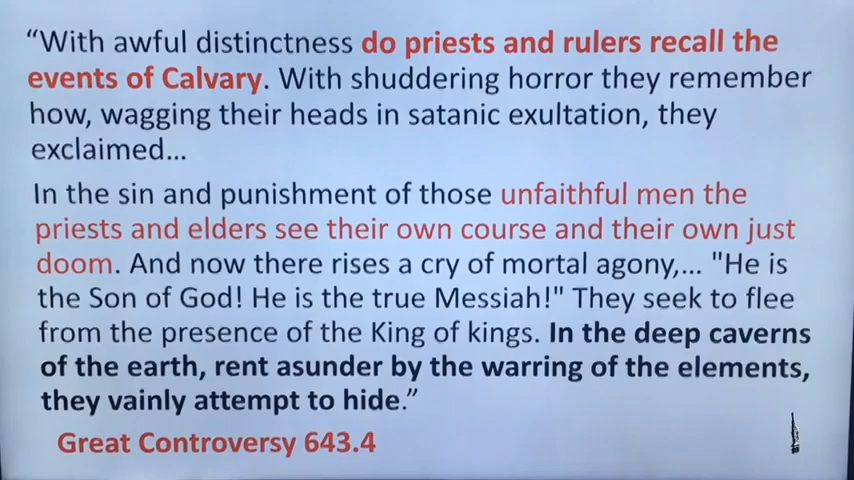 “With awful distinctness do priests and rulers recall the
events of Calvary. With shuddering horror they remember
how, wagging their heads in satanic exultation, they
exclaimed...
In the sin and punishment of those unfaithful men the
priests and elders see their own course and their own just
doom. And now there rises a cry of mortal agony,... "He is
the Son of God! He is the true Messiah!" They seek to flee
from the presence of the King of kings. In the deep caverns
of the earth, rent asunder by the warring of the elements,
they vainly attempt to hide.”
Great Controversy 643.4